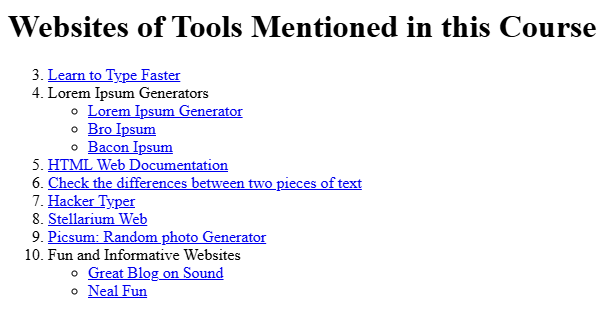 Websites of Tools Mentioned in this Course
3. Learn to Type Faster
4. Lorem Ipsum Generators
○ Lorem Ipsum Generator
○ Bro Ipsum
○ Bacon Ipsum
5. HTML Web Documentation
6. Check the differences between two pieces of text
7. Hacker Typer
8. Stellarium Web
9. Picsum: Random photo Generator
10. Fun and Informative Websites
○ Great Blog on Sound
○ Neal Fun